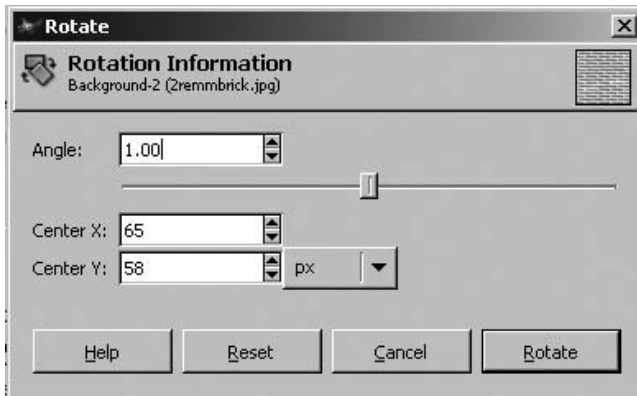 Rotate
Rotation Information
Background-2 (2remmbrick.jpg)
Angle: 1.00
Center X: 65
Center Y: 58 px
Help Reset Cancel Rotate